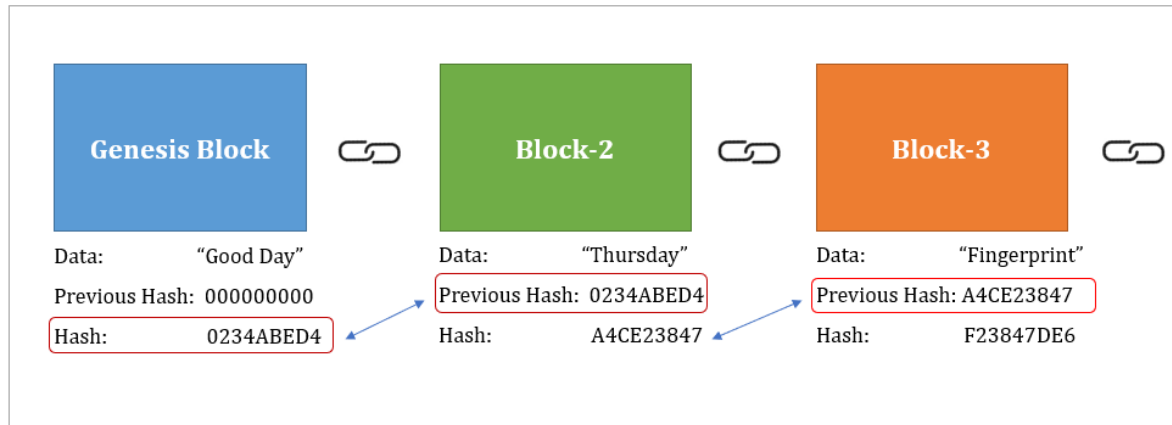 Genesis Block
Block-2
Block-3
Data: “Good Day”
Previous Hash: 000000000
Hash: 0234ABED4
Data: “Thursday”
Previous Hash: 0234ABED4
Hash: A4CE23847
Data: “Fingerprint”
Previous Hash: A4CE23847
Hash: F23847DE6